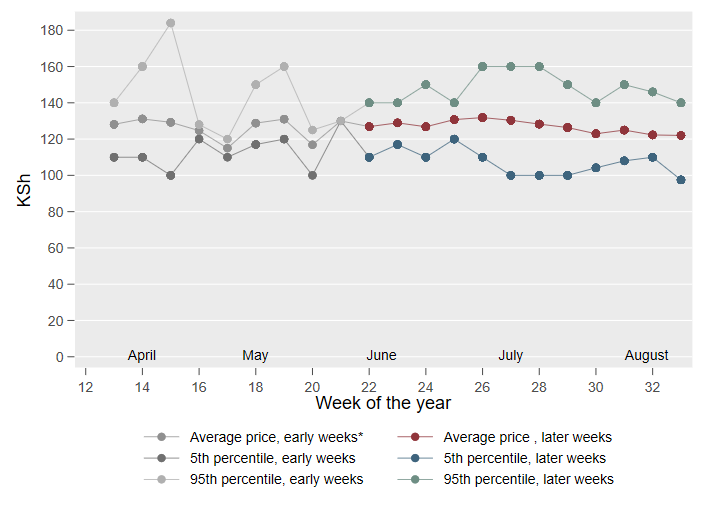 KSh
180
160
140
120
100
80
60
40
20
0
April May June July August
12 14 16 18 20 22 24 26 28 30 32
Week of the year
Average price, early weeks* Average price , later weeks
5th percentile, early weeks 5th percentile, later weeks
95th percentile, early weeks 95th percentile, later weeks